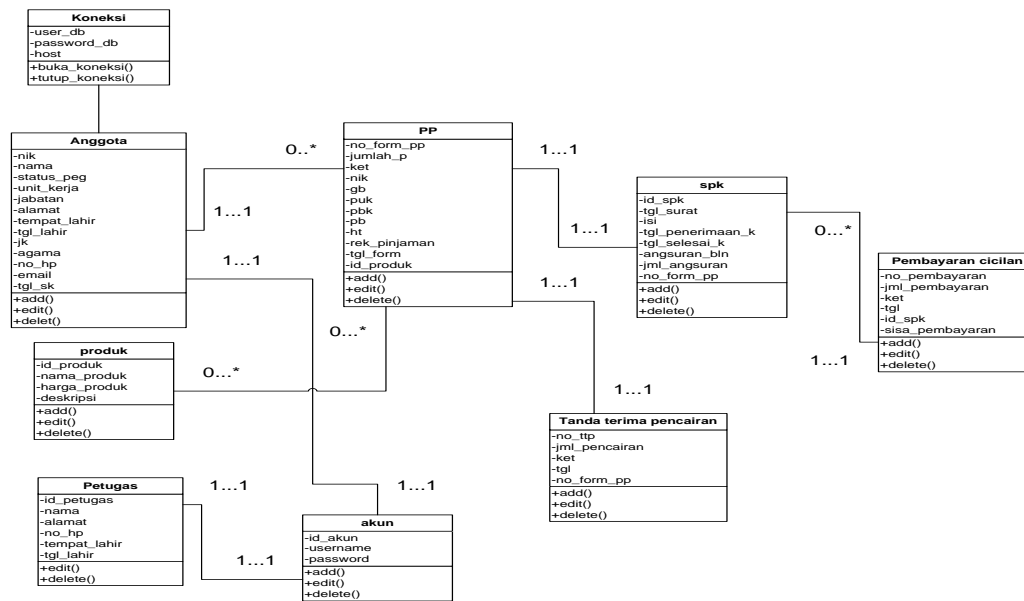 Koneksi
-user_db
-password_db
-host
+buka_koneksi()
+tutup_koneksi()
Anggota
-nik
-nama
-status_peg
-unit_kerja
-jabatan
-alamat
-tempat_lahir
-tgl_lahir
-jk
-agama
-no_hp
-email
-tgl_sk
+add()
+edit()
+delet()
0..*
1...1
1...1
PP
-no_form_pp
-jumlah_p
-ket
-nik
-gb
-puk
-pbk
-pb
-ht
-rek_pinjaman
-tgl_form
-id_produk
+add()
+edit()
+delete()
1...1
1...1
1...1
spk
-id_spk
-tgl_surat
-isi
-tgl_penerimaan_k
-tgl_selesai_k
-angsuran_bln
-jml_angsuran
-no_form_pp
+add()
+edit()
+delete()
0...*
Pembayaran cicilan
-no_pembayaran
-jml_pembayaran
-ket
-tgl
-id_spk
-sisa_pembayaran
+add()
+edit()
+delete()
1...1
0...*
produk
-id_produk
-nama_produk
-harga_produk
-deskripsi
+add()
+edit()
+delete()
0...*
1...1
Tanda terima pencairan
-no_ttp
-jml_pencairan
-ket
-tgl
-no_form_pp
+add()
+edit()
+delete()
Petugas
-id_petugas
-nama
-alamat
-no_hp
-tempat_lahir
-tgl_lahir
+edit()
+delete()
1...1
1...1
1...1
akun
-id_akun
-username
-password
+add()
+edit()
+delete()